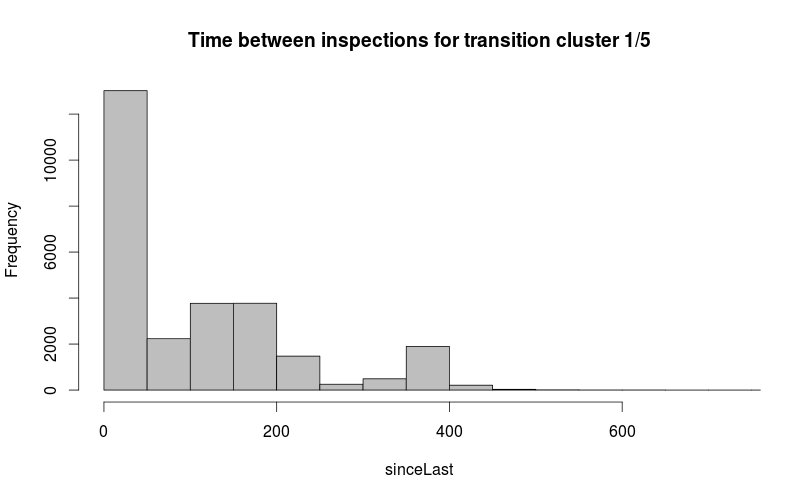 Time between inspections for transition cluster 1/5
Frequency
10000
6000
2000
0
0 200 400 600
sinceLast